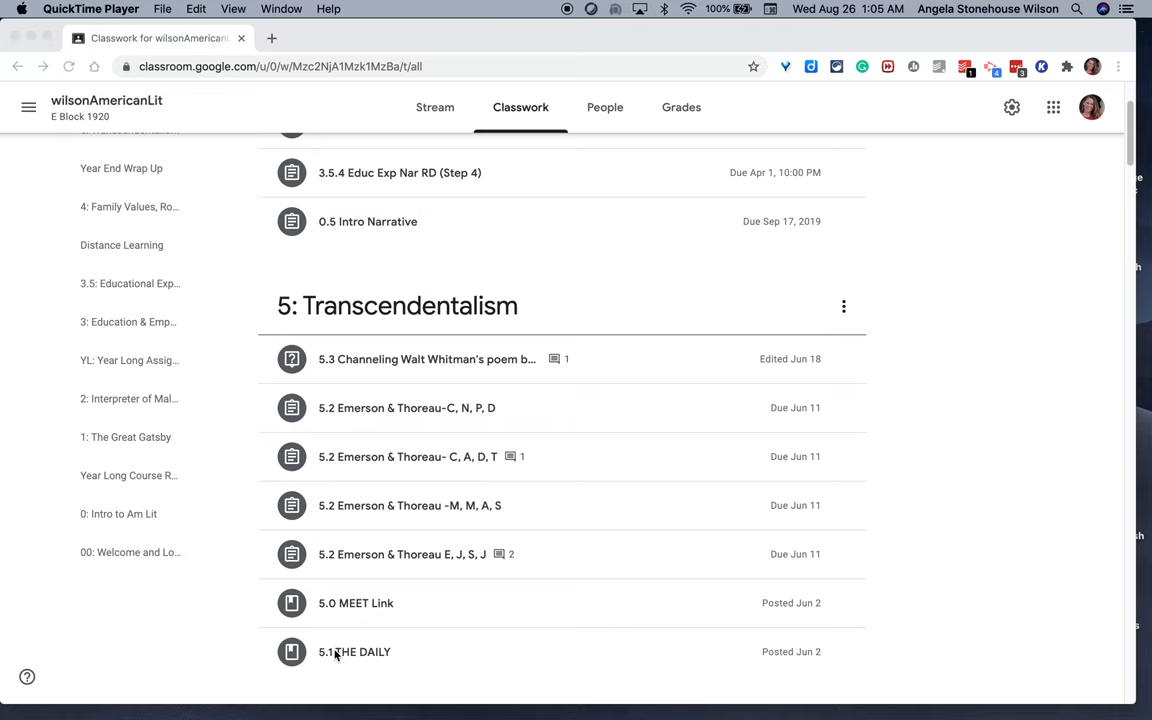 QuickTime Player File Edit View Window Help 100% Wed Aug 26 1:05 AM Angela Stonehouse Wilson
Classwork for wilsonAmerican
classroom.google.com/u/0/w/Mzc2NjA1Mzk1MzBa/t/all
1 4 3 K
wilsonAmericanLit
E Block 1920
Stream Classwork People Grades
Year End Wrap Up
4: Family Values, Ro...
Distance Learning
3.5: Educational Exp...
3: Education & Emp...
YL: Year Long Assig...
2: Interpreter of Mal...
1: The Great Gatsby
Year Long Course R...
0: Intro to Am Lit
00: Welcome and Lo...
3.5.4 Educ Exp Nar RD (Step 4) Due Apr 1, 10:00 PM
0.5 Intro Narrative Due Sep 17, 2019
5: Transcendentalism
5.3 Channeling Walt Whitman's poem b... 1 Edited Jun 18
5.2 Emerson & Thoreau-C, N, P, D Due Jun 11
5.2 Emerson & Thoreau- C, A, D, T 1 Due Jun 11
5.2 Emerson & Thoreau -M, M, A, S Due Jun 11
5.2 Emerson & Thoreau E, J, S, J 2 Due Jun 11
5.0 MEET Link Posted Jun 2
5.1 THE DAILY Posted Jun 2